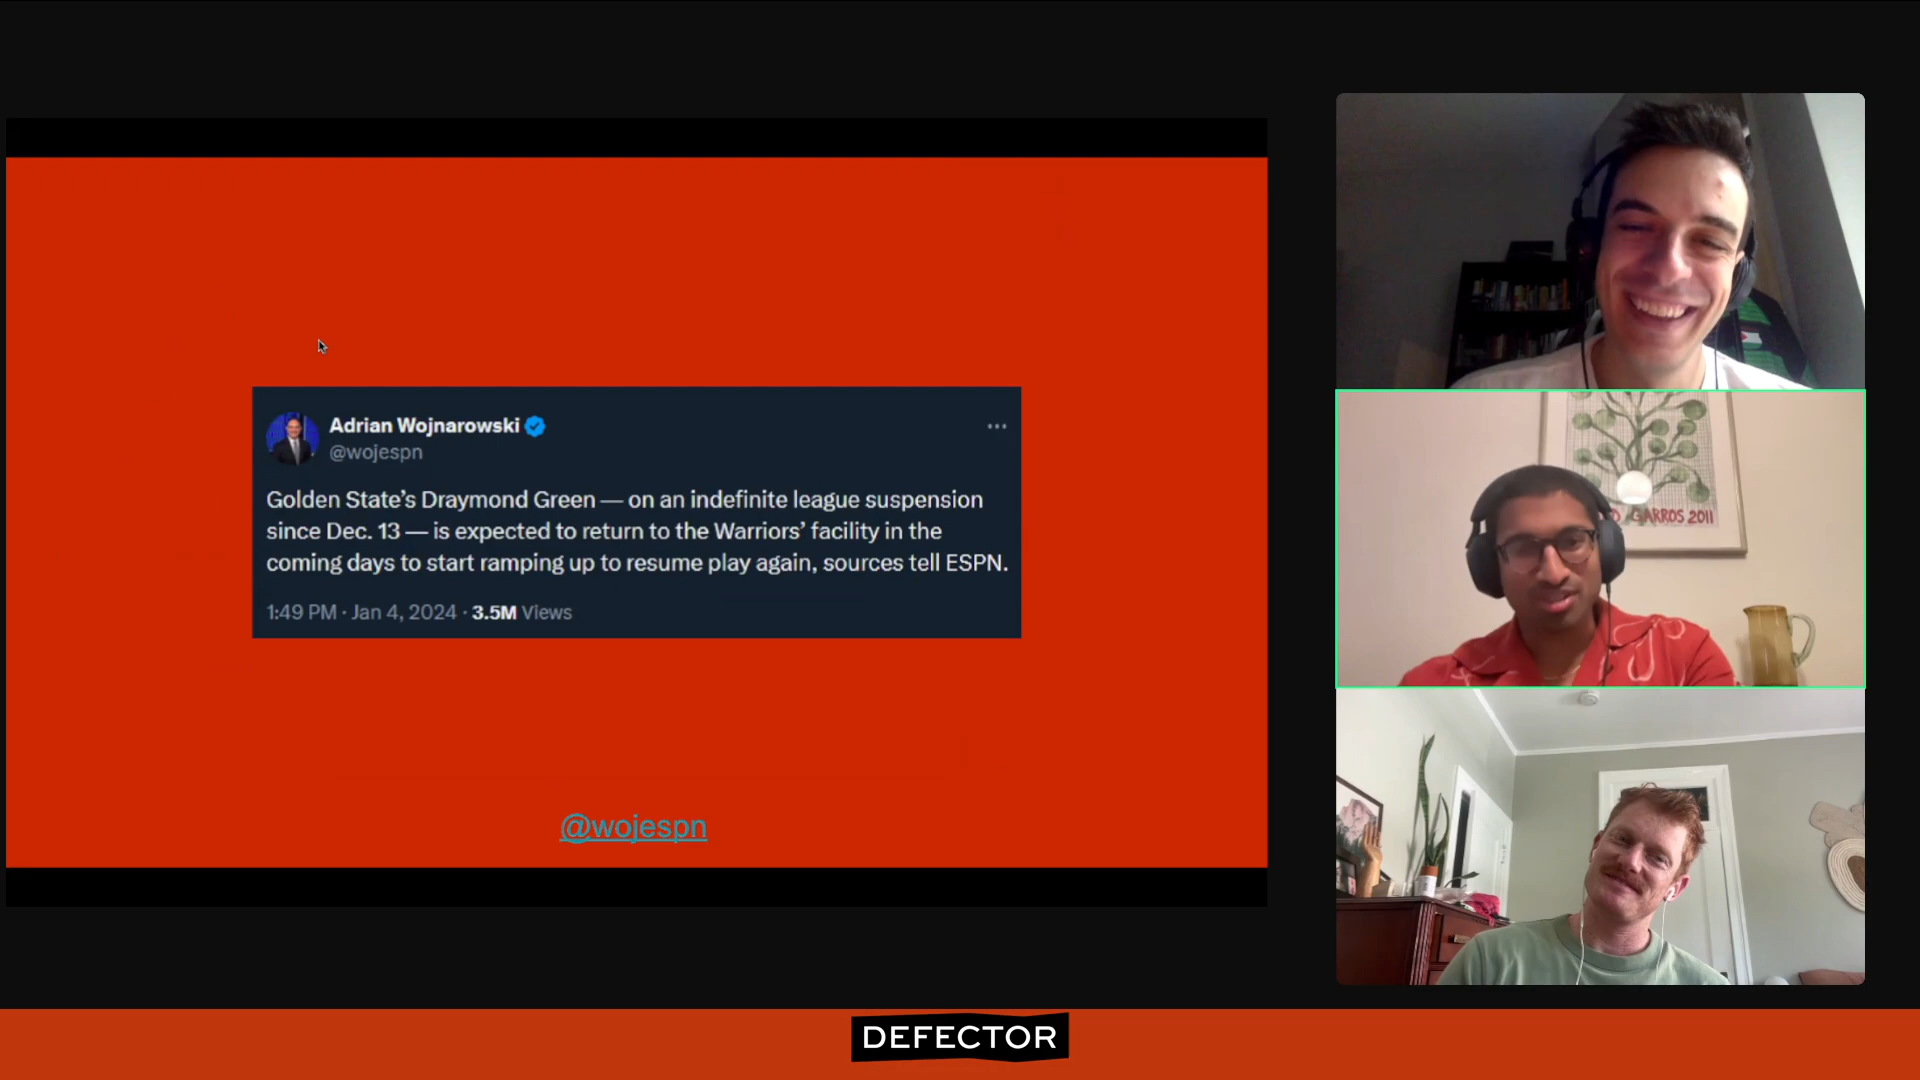 Adrian Wojnarowski
@wojespn
Golden State’s Draymond Green — on an indefinite league suspension
since Dec. 13 — is expected to return to the Warriors’ facility in the
coming days to start ramping up to resume play again, sources tell ESPN.
1:49 PM · Jan 4, 2024 · 3.5M Views
@wojespn
GARROS 2011
DEFECTOR